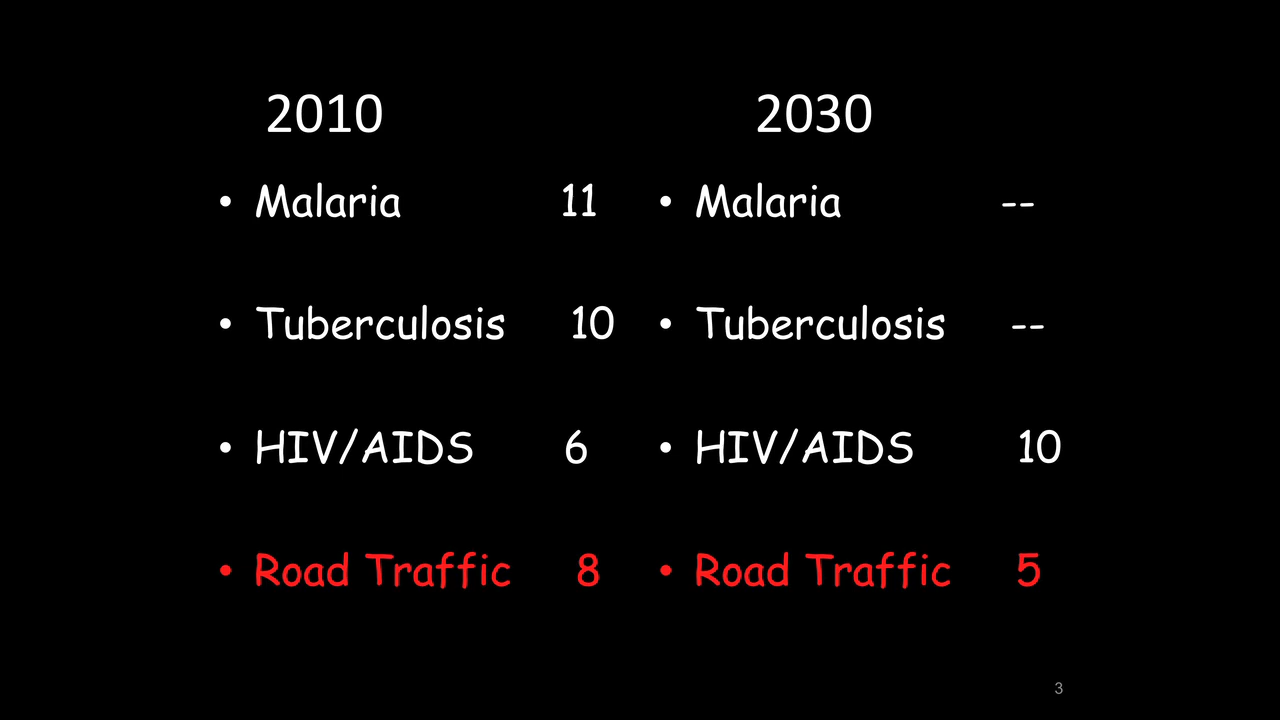 2010
• Malaria 11
• Tuberculosis 10
• HIV/AIDS 6
• Road Traffic 8
2030
• Malaria --
• Tuberculosis --
• HIV/AIDS 10
• Road Traffic 5
3